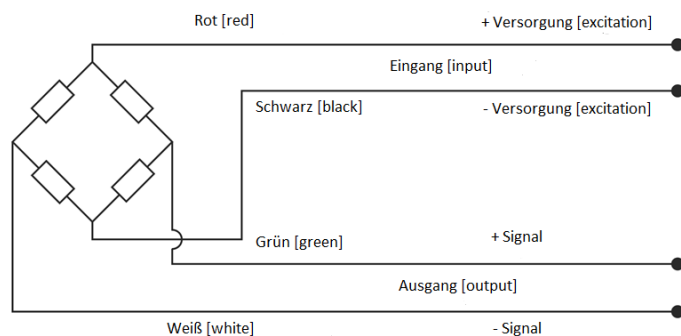 Rot [red] + Versorgung [excitation]
Eingang [input]
Schwarz [black] - Versorgung [excitation]
Grün [green] + Signal
Ausgang [output]
Weiß [white] - Signal